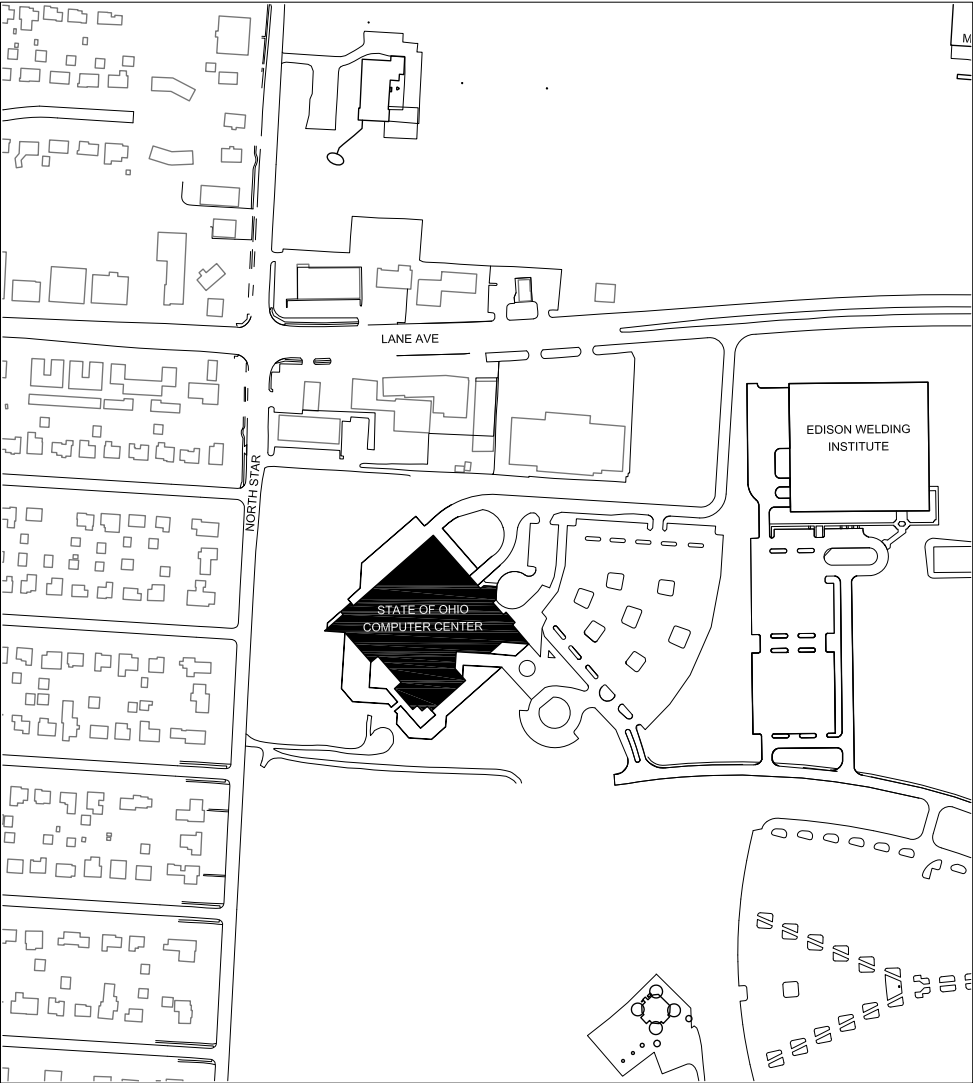 M
LANE AVE
EDISON WELDING
INSTITUTE
NORTH STAR
STATE OF OHIO
COMPUTER CENTER